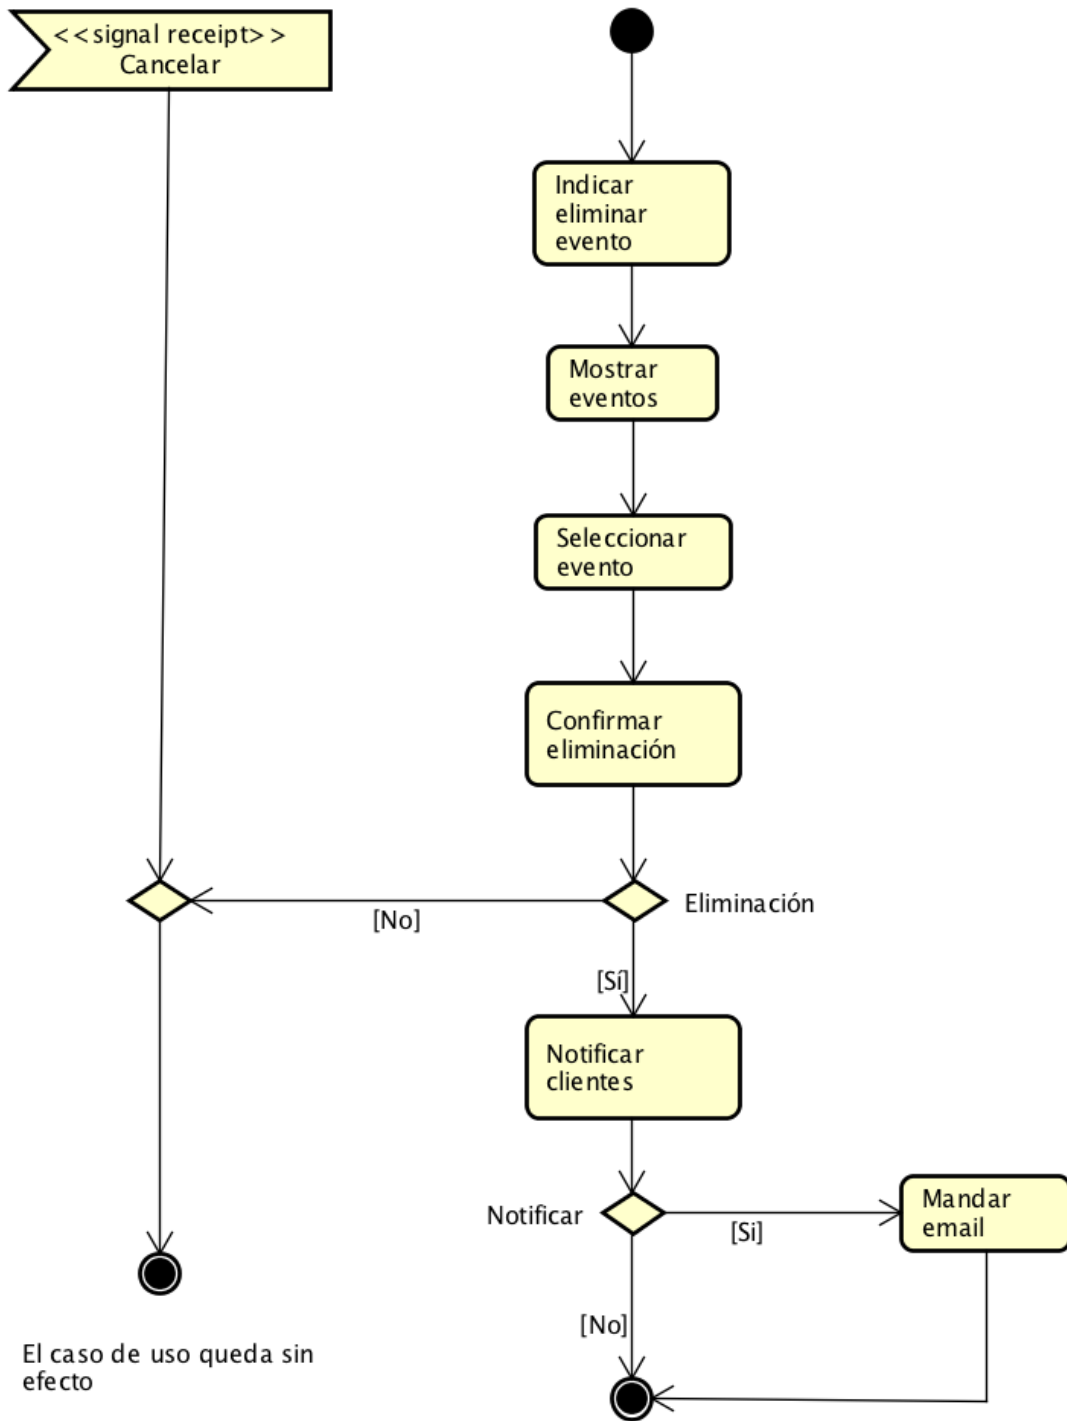 <<signal receipt>>
Cancelar
Indicar
eliminar
evento
Mostrar
eventos
Seleccionar
evento
Confirmar
eliminación
Eliminación
[No]
[Sí]
Notificar
clientes
Notificar
[Si]
Mandar
email
[No]
El caso de uso queda sin
efecto